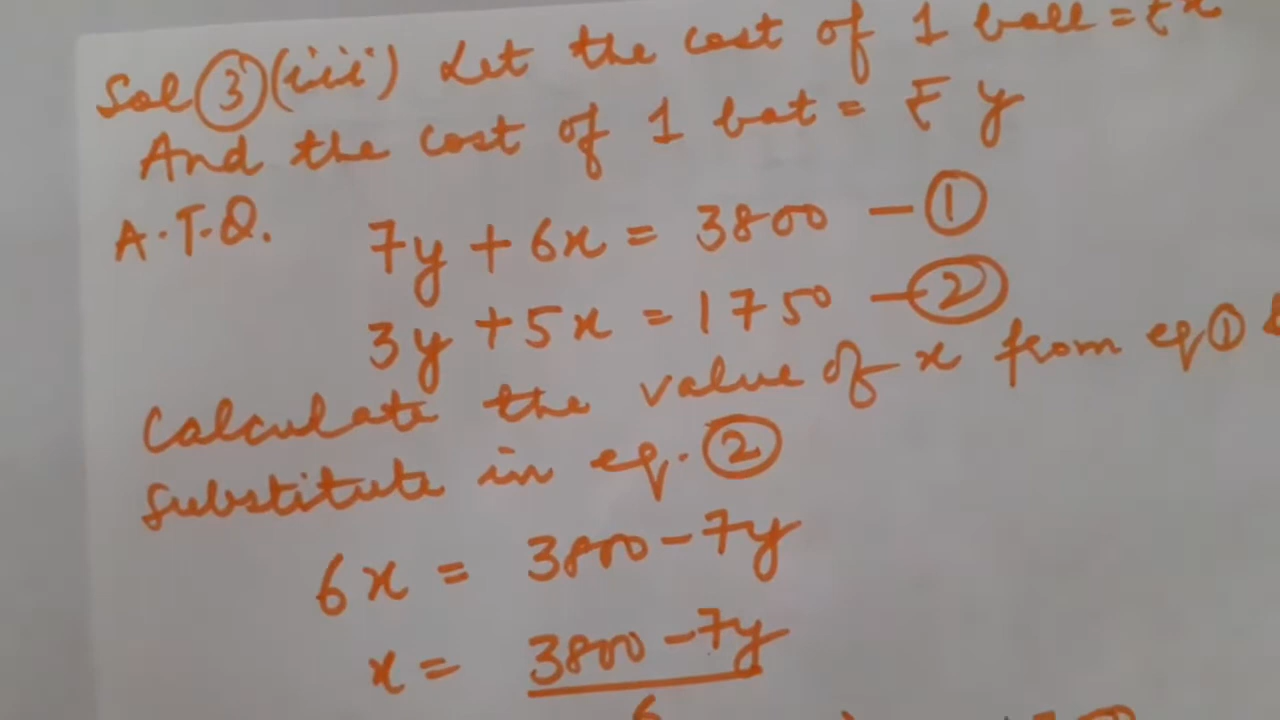 Sol ③ (iii) Let the cost of 1 ball = ₹ x
And the cost of 1 bat = ₹ y
A.T.Q. 7y + 6x = 3800 — ①
3y + 5x = 1750 — ②
Calculate the value of x from eq ① &
Substitute in eq. ②
6x = 3800 - 7y
x = 3800 - 7y
6